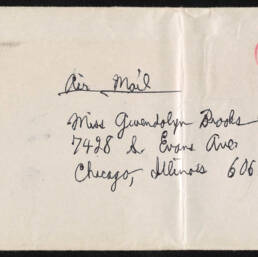 Air Mail
Miss Gwendolyn Brooks
7428 S. Evans Ave
Chicago, Illinois 606